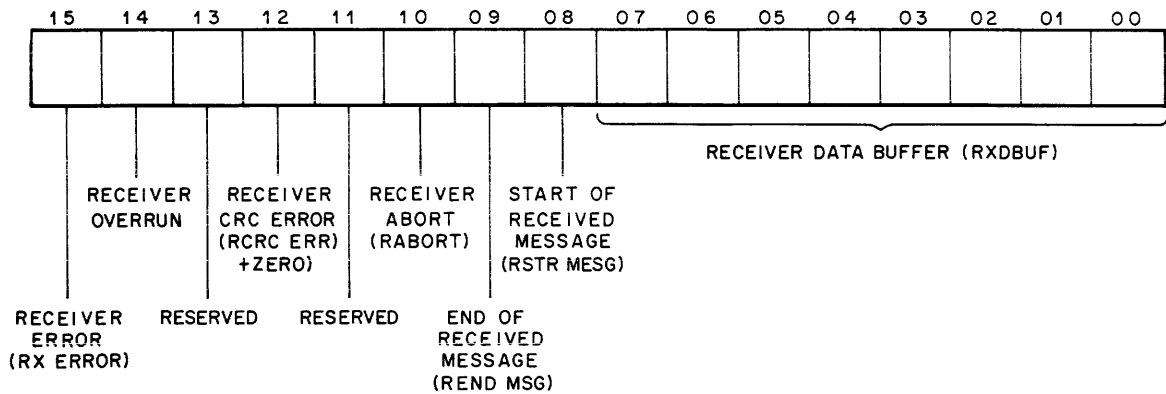 15 14 13 12 11 10 09 08 07 06 05 04 03 02 01 00
RECEIVER DATA BUFFER (RXDBUF)
RECEIVER
OVERRUN
RECEIVER
CRC ERROR
(RCRC ERR)
+ZERO)
RECEIVER
ABORT
(RABORT)
START OF
RECEIVED
MESSAGE
(RSTR MESG)
RECEIVER
ERROR
(RX ERROR)
RESERVED
RESERVED
END OF
RECEIVED
MESSAGE
(REND MSG)